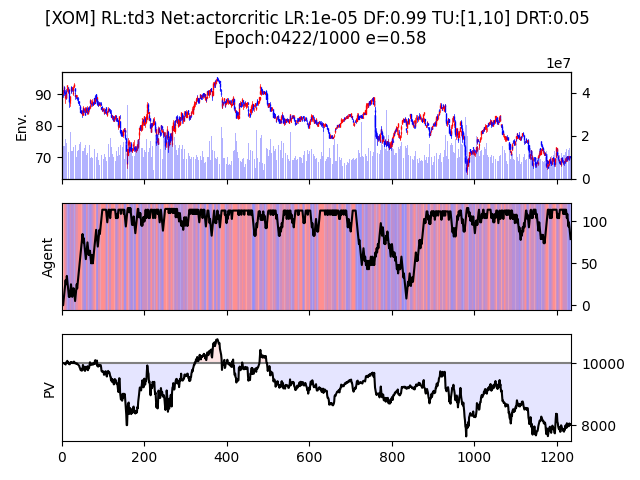 [XOM] RL:td3 Net:actorcritic LR:1e-05 DF:0.99 TU:[1,10] DRT:0.05
Epoch:0422/1000 e=0.58
1e7
90
80
70
Env.
4
2
0
Agent
100
50
0
PV
10000
8000
0 200 400 600 800 1000 1200